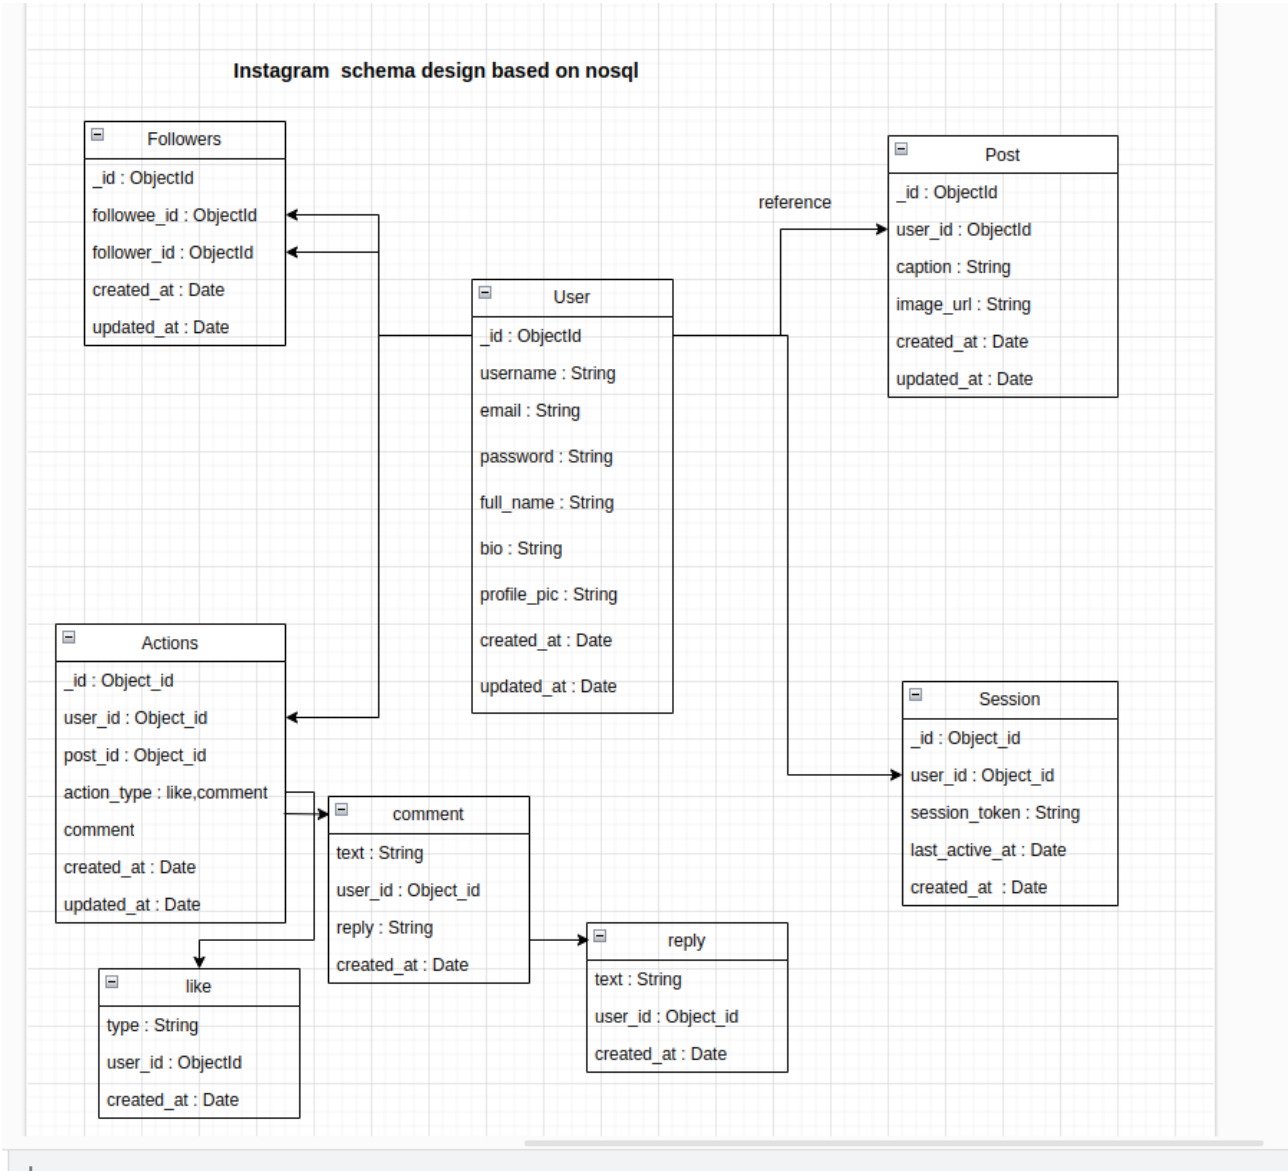 Instagram  schema design based on nosql
Followers
_id : ObjectId
followee_id : ObjectId
follower_id : ObjectId
created_at : Date
updated_at : Date
Post
_id : ObjectId
user_id : ObjectId
caption : String
image_url : String
created_at : Date
updated_at : Date
reference
User
_id : ObjectId
username : String
email : String
password : String
full_name : String
bio : String
profile_pic : String
created_at : Date
updated_at : Date
Actions
_id : Object_id
user_id : Object_id
post_id : Object_id
action_type : like,comment
comment
created_at : Date
updated_at : Date
Session
_id : Object_id
user_id : Object_id
session_token : String
last_active_at : Date
created_at  : Date
comment
text : String
user_id : Object_id
reply : String
created_at : Date
reply
text : String
user_id : Object_id
created_at : Date
like
type : String
user_id : ObjectId
created_at : Date